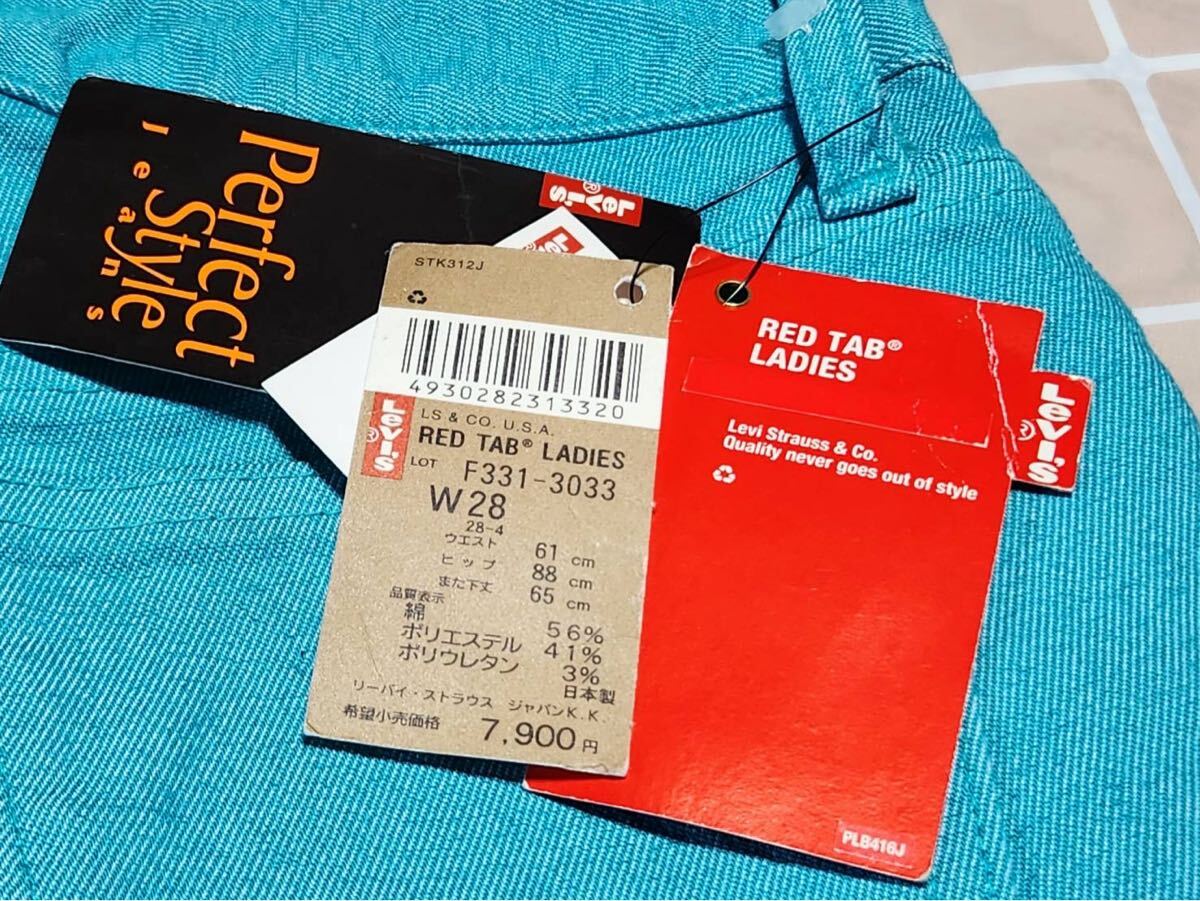 Perfect
Style
Jeans
Levi's
®
Levi's
STK312J
4930282313320
Levi's
®
LS & CO. U.S.A.
RED TAB® LADIES
LOT F331-3033
W28
28-4
ウエスト 61 cm
ヒップ 88 cm
また下丈 65 cm
品質表示
綿 56%
ポリエステル 41%
ポリウレタン 3%
日本製
リーバイ・ストラウス ジャパンK.K.
希望小売価格 7,900円
RED TAB®
LADIES
Levi Strauss & Co.
Quality never goes out of style
PLB416J
Levi's
®